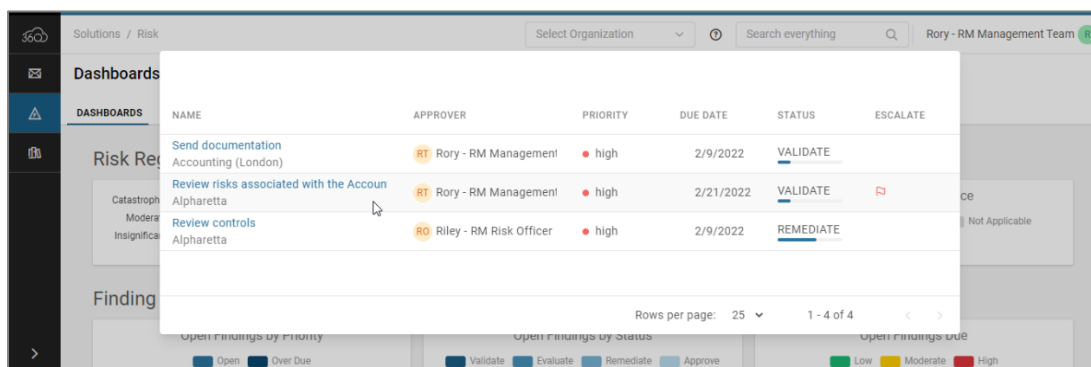 360
Solutions / Risk
Select Organization
Search everything
Rory - RM Management Team
Dashboards
DASHBOARDS
NAME APPROVER PRIORITY DUE DATE STATUS ESCALATE
Send documentation
Accounting (London)
RT Rory - RM Management high 2/9/2022 VALIDATE
Review risks associated with the Accoun
Alpharetta
RT Rory - RM Management high 2/21/2022 VALIDATE
Review controls
Alpharetta
RO Riley - RM Risk Officer high 2/9/2022 REMEDIATE
Rows per page: 25 1 - 4 of 4
Risk Reg
Catastroph
Modera
Insignifica
ce
Not Applicable
Finding
Open Findings by Priority
Open Over Due
Open Findings by Status
Validate Evaluate Remediate Approve
Open Findings Due
Low Moderate High